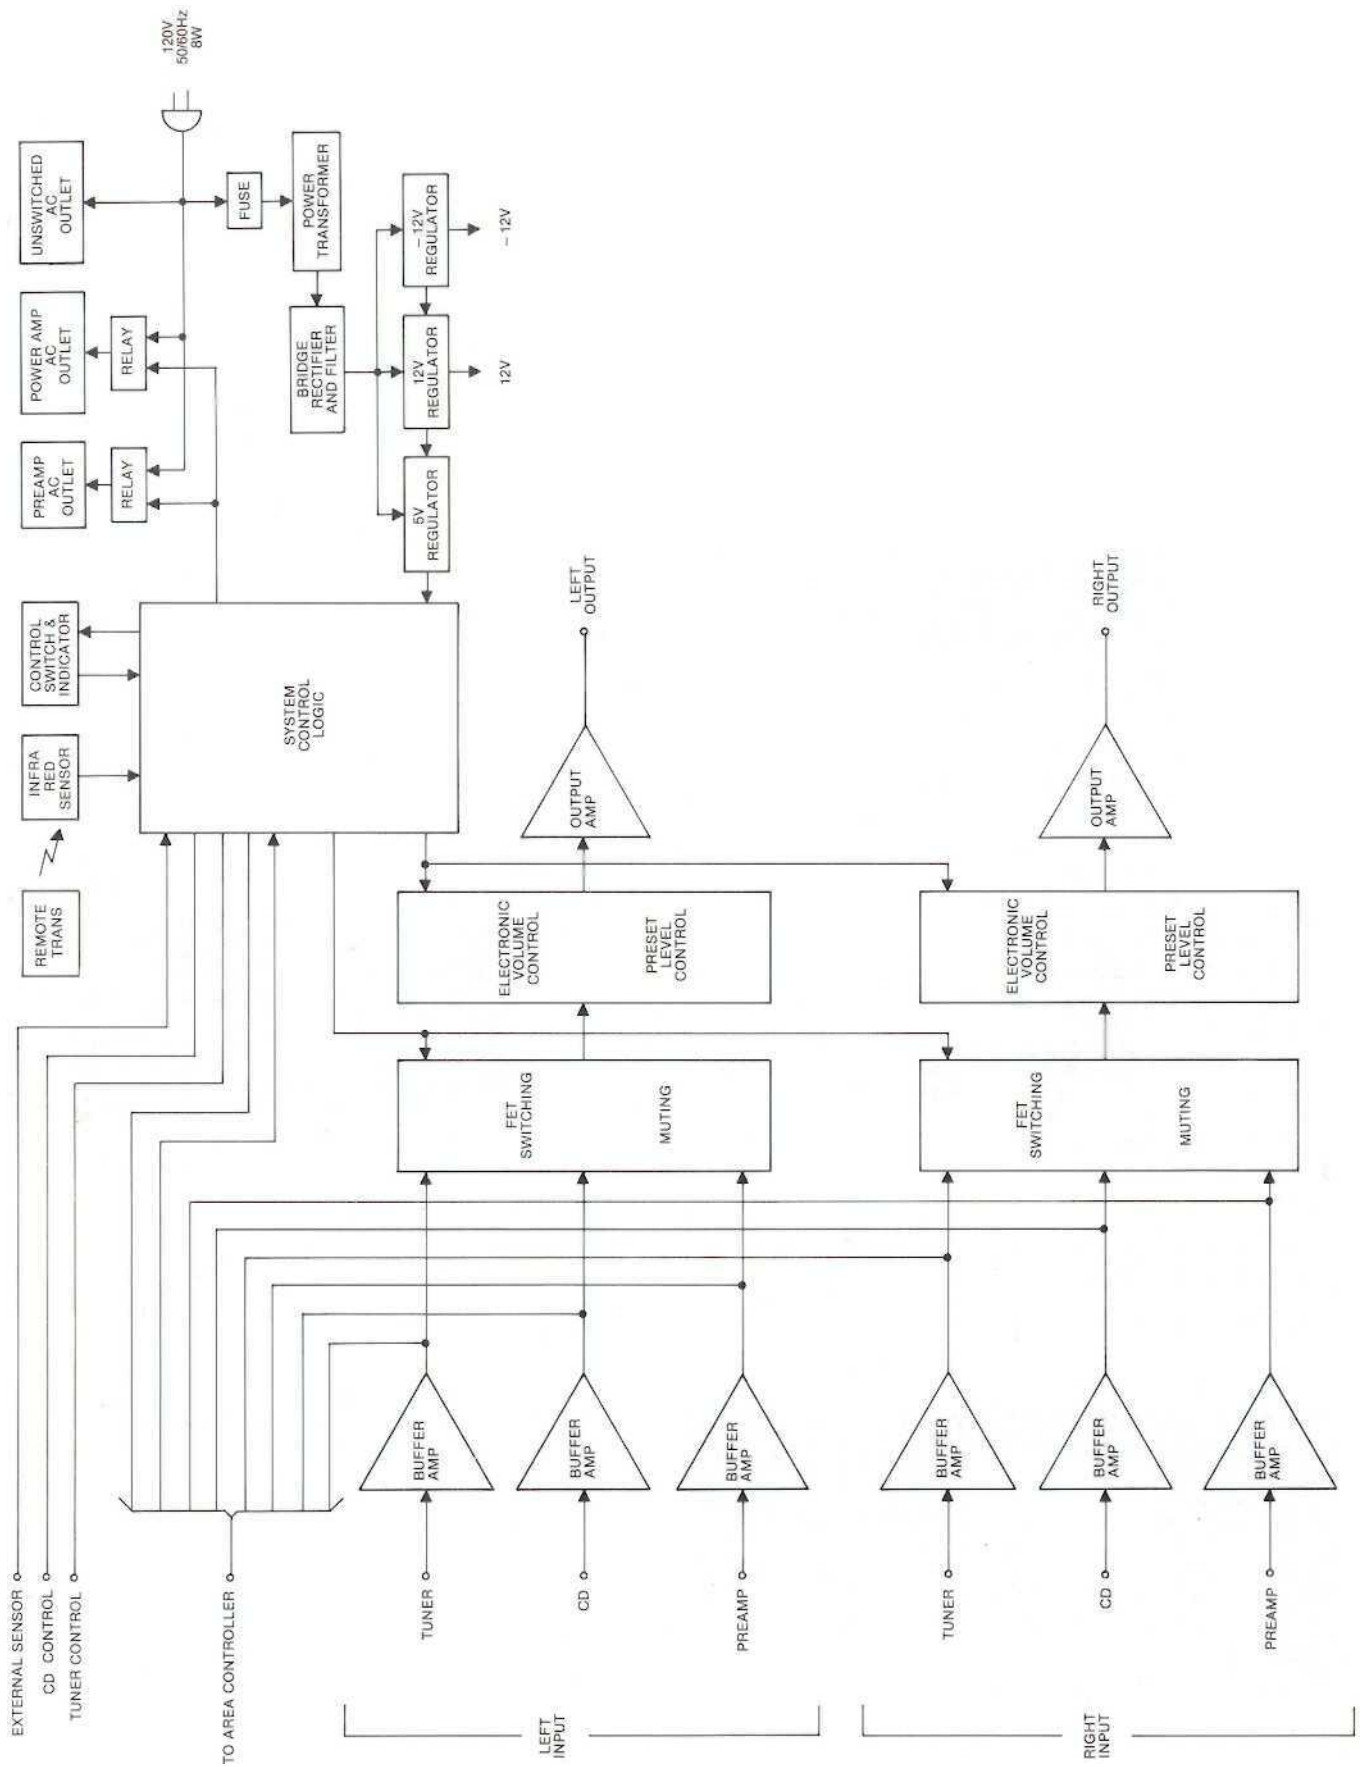 EXTERNAL SENSOR
CD CONTROL
TUNER CONTROL
REMOTE
TRANS
INFRA
RED
SENSOR
CONTROL
SWITCH &
INDICATOR
PREAMP
AC
OUTLET
POWER AMP
AC
OUTLET
UNSWITCHED
AC
OUTLET
RELAY
RELAY
120V
50/60Hz
8W
TO AREA CONTROLLER
SYSTEM
CONTROL
LOGIC
FUSE
POWER
TRANSFORMER
BRIDGE
RECTIFIER
AND FILTER
5V
REGULATOR
12V
REGULATOR
-12V
REGULATOR
12V
-12V
LEFT
INPUT
TUNER
BUFFER
AMP
CD
BUFFER
AMP
PREAMP
BUFFER
AMP
FET
SWITCHING
MUTING
ELECTRONIC
VOLUME
CONTROL
PRESET
LEVEL
CONTROL
OUTPUT
AMP
LEFT
OUTPUT
RIGHT
INPUT
TUNER
BUFFER
AMP
CD
BUFFER
AMP
PREAMP
BUFFER
AMP
FET
SWITCHING
MUTING
ELECTRONIC
VOLUME
CONTROL
PRESET
LEVEL
CONTROL
OUTPUT
AMP
RIGHT
OUTPUT